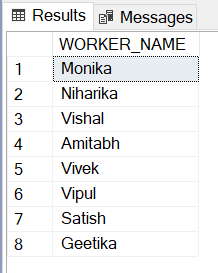 Results Messages
WORKER_NAME
1 Monika
2 Niharika
3 Vishal
4 Amitabh
5 Vivek
6 Vipul
7 Satish
8 Geetika